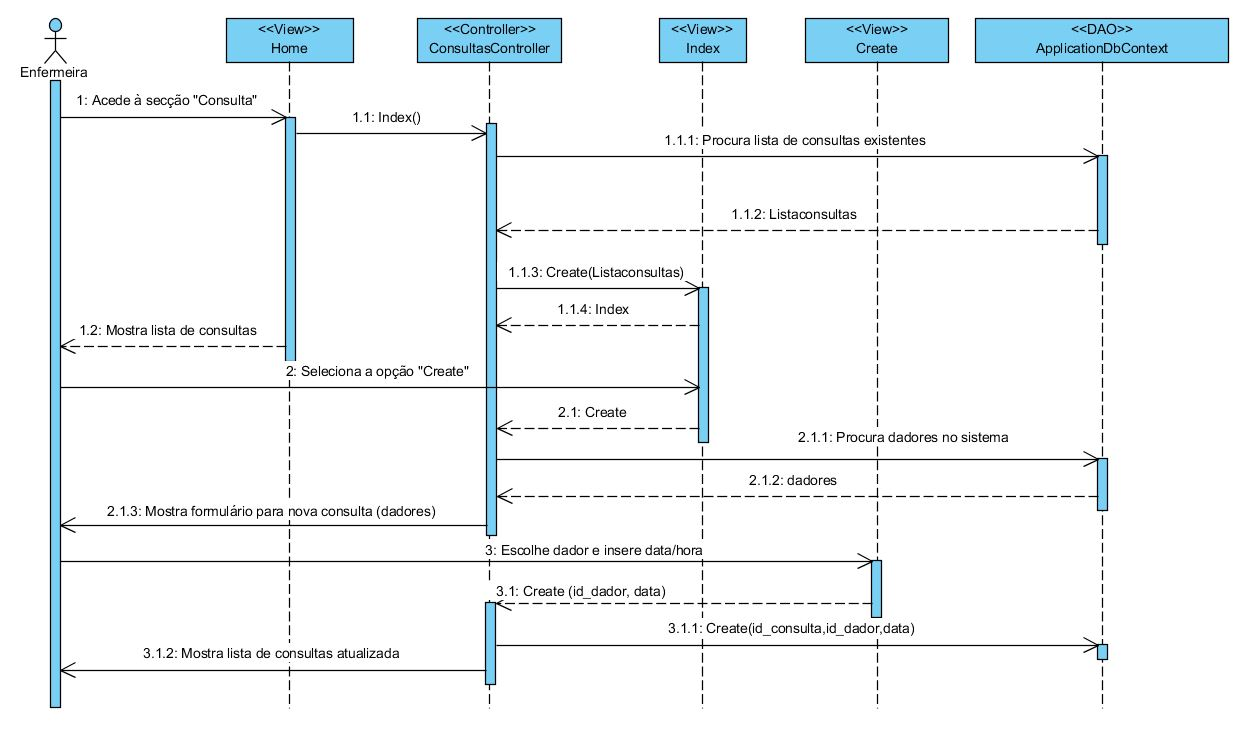 <<View>>
Home
<<Controller>>
ConsultasController
<<View>>
Index
<<View>>
Create
<<DAO>>
ApplicationDbContext
Enfermeira
1: Acede à secção "Consulta"
1.1: Index()
1.1.1: Procura lista de consultas existentes
1.1.2: Listaconsultas
1.1.3: Create(Listaconsultas)
1.1.4: Index
1.2: Mostra lista de consultas
2: Seleciona a opção "Create"
2.1: Create
2.1.1: Procura dadores no sistema
2.1.2: dadores
2.1.3: Mostra formulário para nova consulta (dadores)
3: Escolhe dador e insere data/hora
3.1: Create (id_dador, data)
3.1.1: Create(id_consulta,id_dador,data)
3.1.2: Mostra lista de consultas atualizada